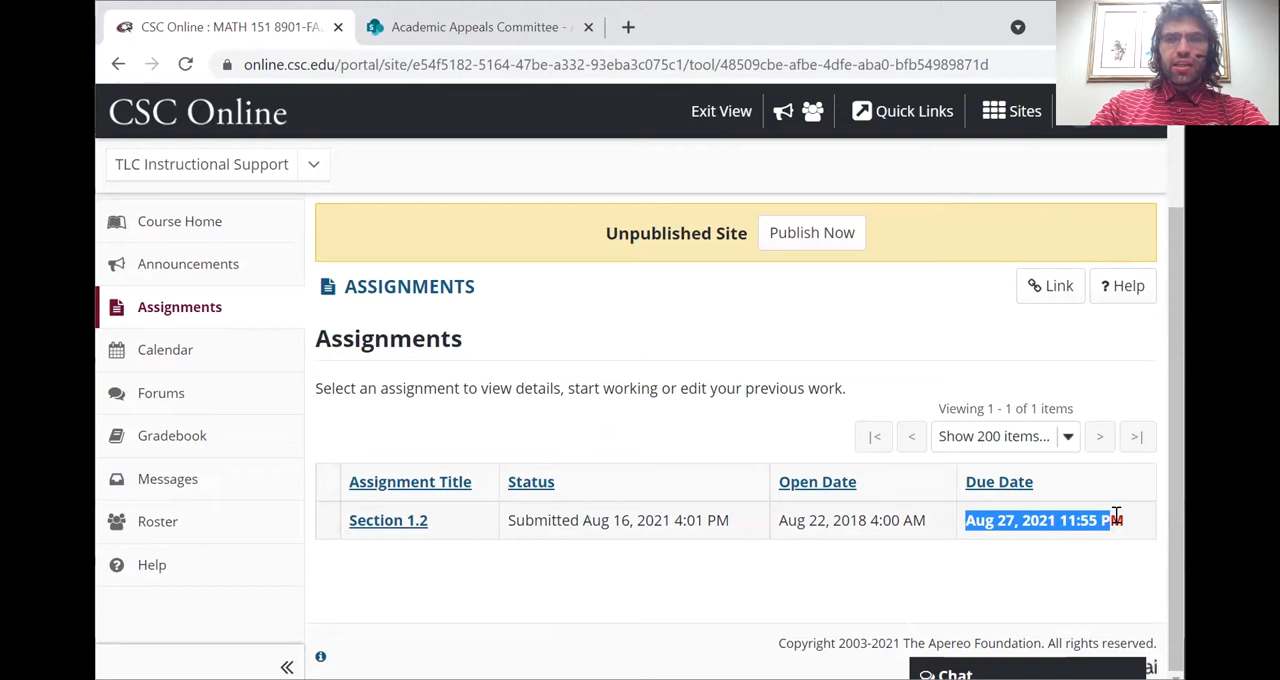 CSC Online : MATH 151 8901-FA
Academic Appeals Committee -
online.csc.edu/portal/site/e54f5182-5164-47be-a332-93eba3c075c1/tool/48509cbe-afbe-4dfe-aba0-bfb54989871d
CSC Online
Exit View
Quick Links
Sites
TLC Instructional Support
Course Home
Announcements
Assignments
Calendar
Forums
Gradebook
Messages
Roster
Help
Unpublished Site
Publish Now
ASSIGNMENTS
Link
? Help
Assignments
Select an assignment to view details, start working or edit your previous work.
Viewing 1 - 1 of 1 items
|< < Show 200 items... > >|
Assignment Title Status Open Date Due Date
Section 1.2 Submitted Aug 16, 2021 4:01 PM Aug 22, 2018 4:00 AM Aug 27, 2021 11:55 PM
Copyright 2003-2021 The Apereo Foundation. All rights reserved.
Chat